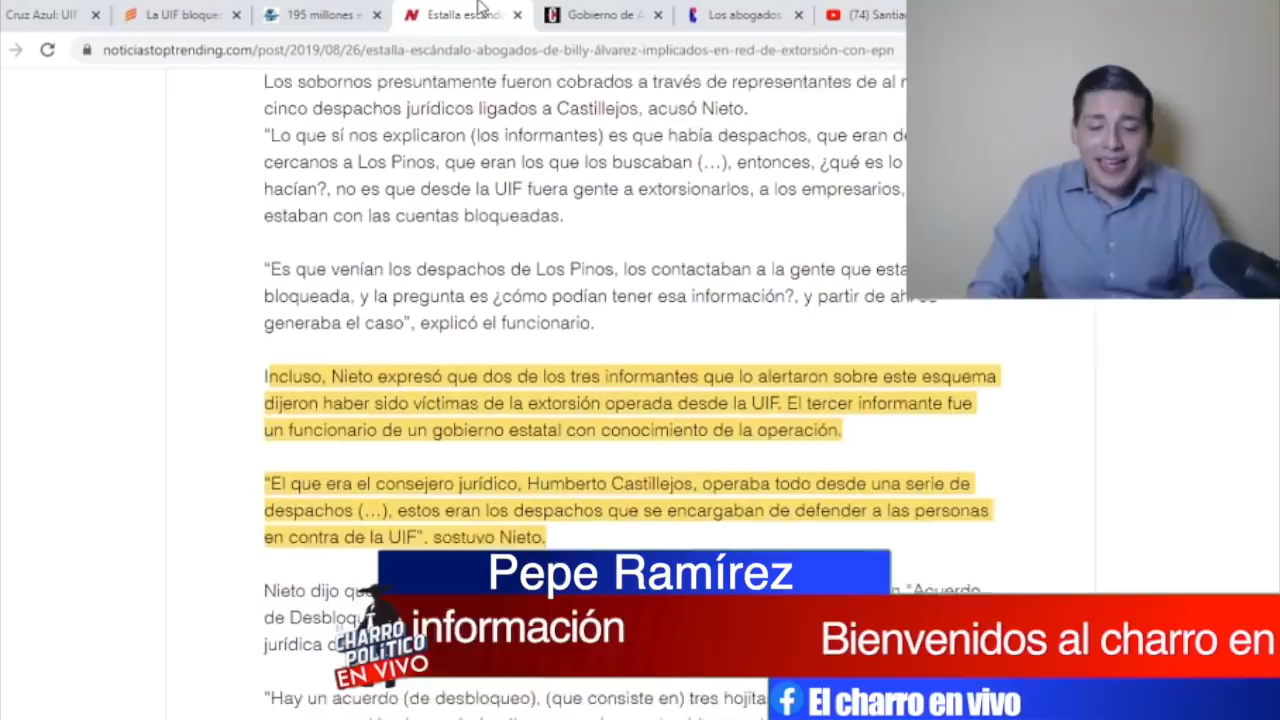 Cruz Azul: UIF
La UIF bloque
195 millones e
Estalla escánd
Gobierno de A
Los abogados
(74) Santia
noticiastoptrending.com/post/2019/08/26/estalla-escándalo-abogados-de-billy-álvarez-implicados-en-red-de-extorsión-con-epn
Los sobornos presuntamente fueron cobrados a través de representantes de al
cinco despachos jurídicos ligados a Castillejos, acusó Nieto.
“Lo que sí nos explicaron (los informantes) es que había despachos, que eran
cercanos a Los Pinos, que eran los que los buscaban (…), entonces, ¿qué es lo
hacían?, no es que desde la UIF fuera gente a extorsionarlos, a los empresarios,
estaban con las cuentas bloqueadas.
“Es que venían los despachos de Los Pinos, los contactaban a la gente que esta
bloqueada, y la pregunta es ¿cómo podían tener esa información?, y partir de
generaba el caso”, explicó el funcionario.
Incluso, Nieto expresó que dos de los tres informantes que lo alertaron sobre este esquema
dijeron haber sido víctimas de la extorsión operada desde la UIF. El tercer informante fue
un funcionario de un gobierno estatal con conocimiento de la operación.
“El que era el consejero jurídico, Humberto Castillejos, operaba todo desde una serie de
despachos (…), estos eran los despachos que se encargaban de defender a las personas
en contra de la UIF”. sostuvo Nieto.
Pepe Ramírez
Nieto dijo “Acuerdo
de Desbloq
jurídica
información
Bienvenidos al charro en
CHARRO
POLÍTICO
EN VIVO
“Hay un acuerdo (de desbloqueo), (que consiste en) tres hojita
El charro en vivo